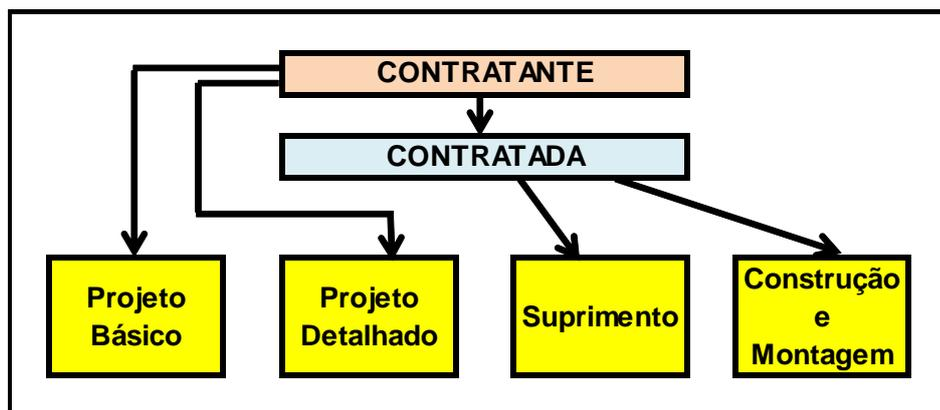 CONTRATANTE
CONTRATADA
Projeto
Básico
Projeto
Detalhado
Suprimento
Construção
e
Montagem